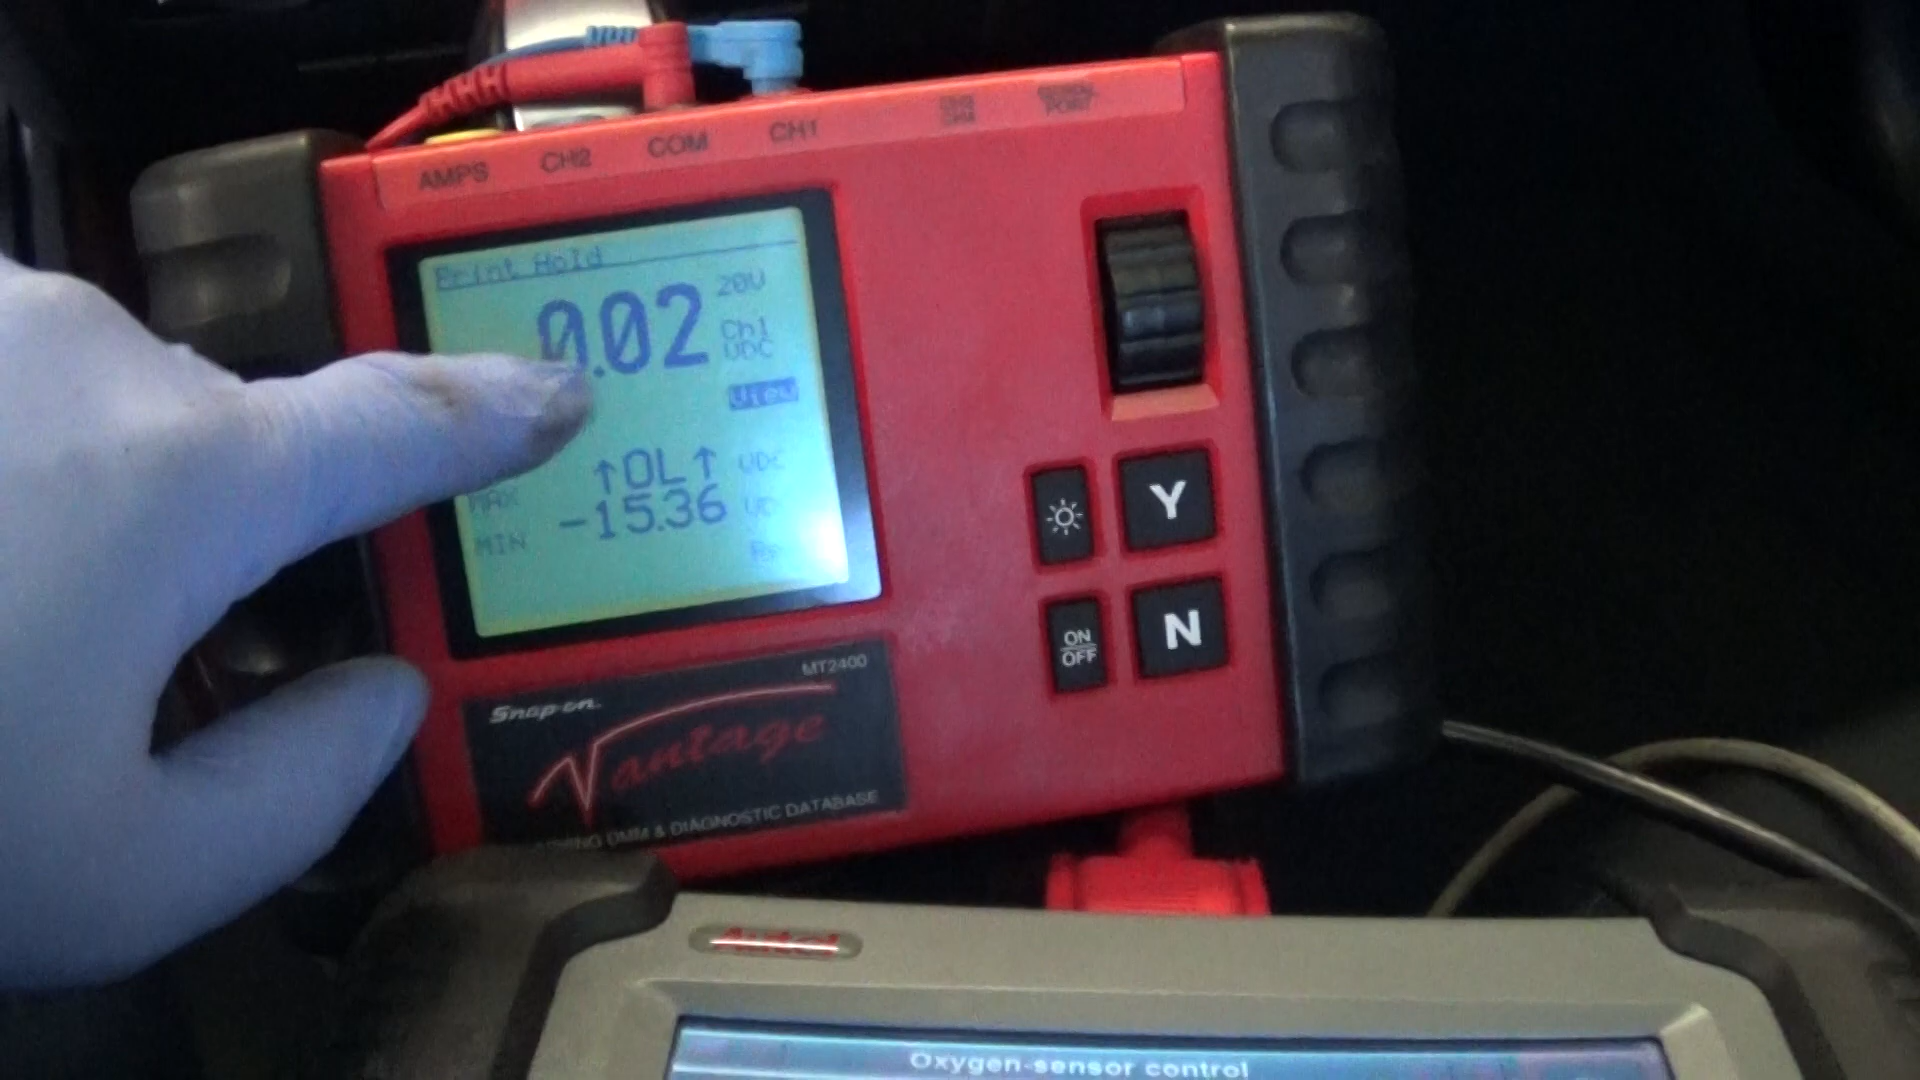 AMPS CH2 COM CH1
Print Hold
0.02 20V
Ch1
VDC
View
↑OL↑ VDC
MAX
-15.36
MIN
Y
ON
OFF
N
MT2400
Snap-on
Vantage
DMM & DIAGNOSTIC DATABASE
Autel
Oxygen-sensor control